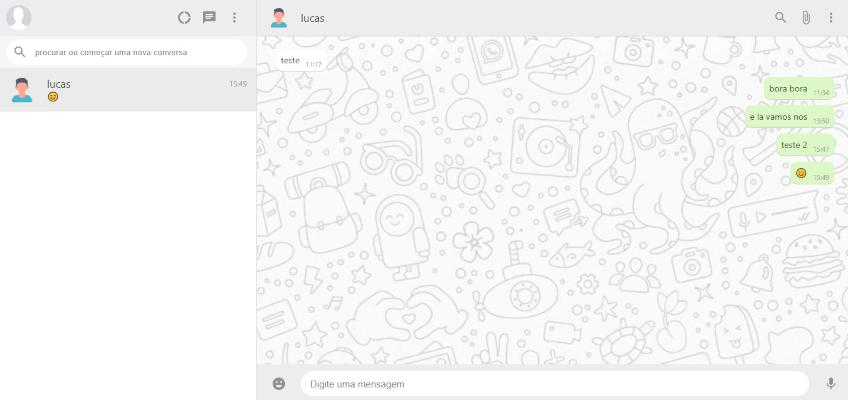 procurar ou começar uma nova conversa
lucas
15:49
😊
lucas
teste 11:17
bora bora 11:34
e la vamos nos 13:50
teste 2 15:47
😊 15:49
Digite uma mensagem